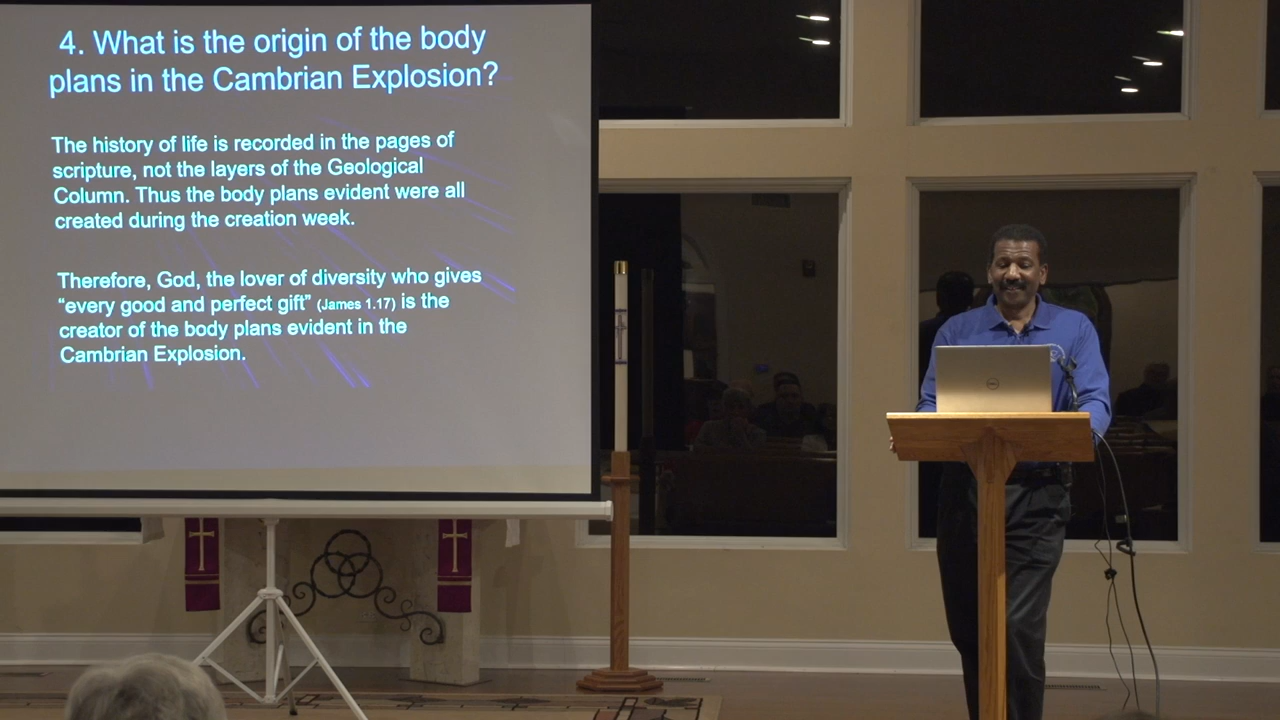 4. What is the origin of the body
plans in the Cambrian Explosion?
The history of life is recorded in the pages of
scripture, not the layers of the Geological
Column. Thus the body plans evident were all
created during the creation week.
Therefore, God, the lover of diversity who gives
“every good and perfect gift” (James 1.17) is the
creator of the body plans evident in the
Cambrian Explosion.